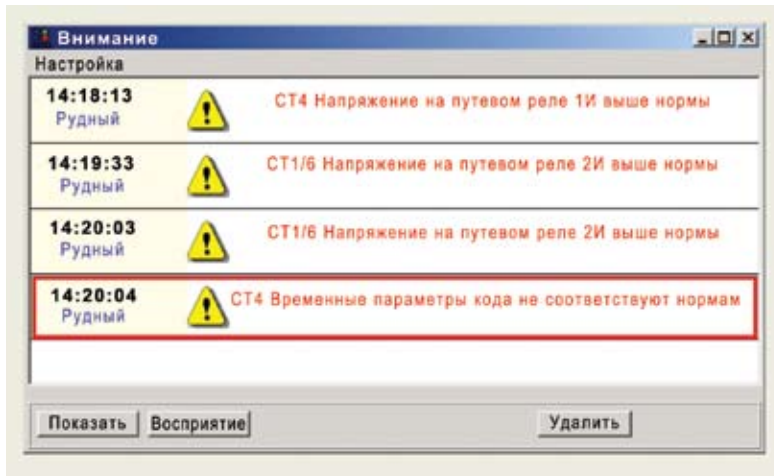 Внимание
Настройка
14:18:13
Рудный
СТ4 Напряжение на путевом реле 1И выше нормы
14:19:33
Рудный
СТ1/6 Напряжение на путевом реле 2И выше нормы
14:20:03
Рудный
СТ1/6 Напряжение на путевом реле 2И выше нормы
14:20:04
Рудный
СТ4 Временные параметры кода не соответствуют нормам
Показать Восприятие Удалить